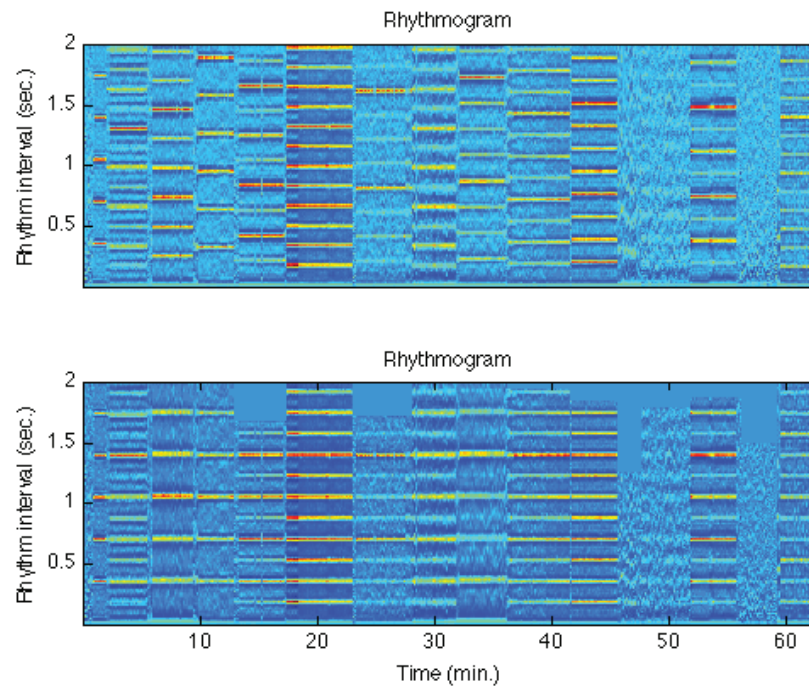 Rhythmogram
Rhythm interval (sec.)
2
1.5
1
0.5
Rhythmogram
Rhythm interval (sec.)
2
1.5
1
0.5
10 20 30 40 50 60
Time (min.)